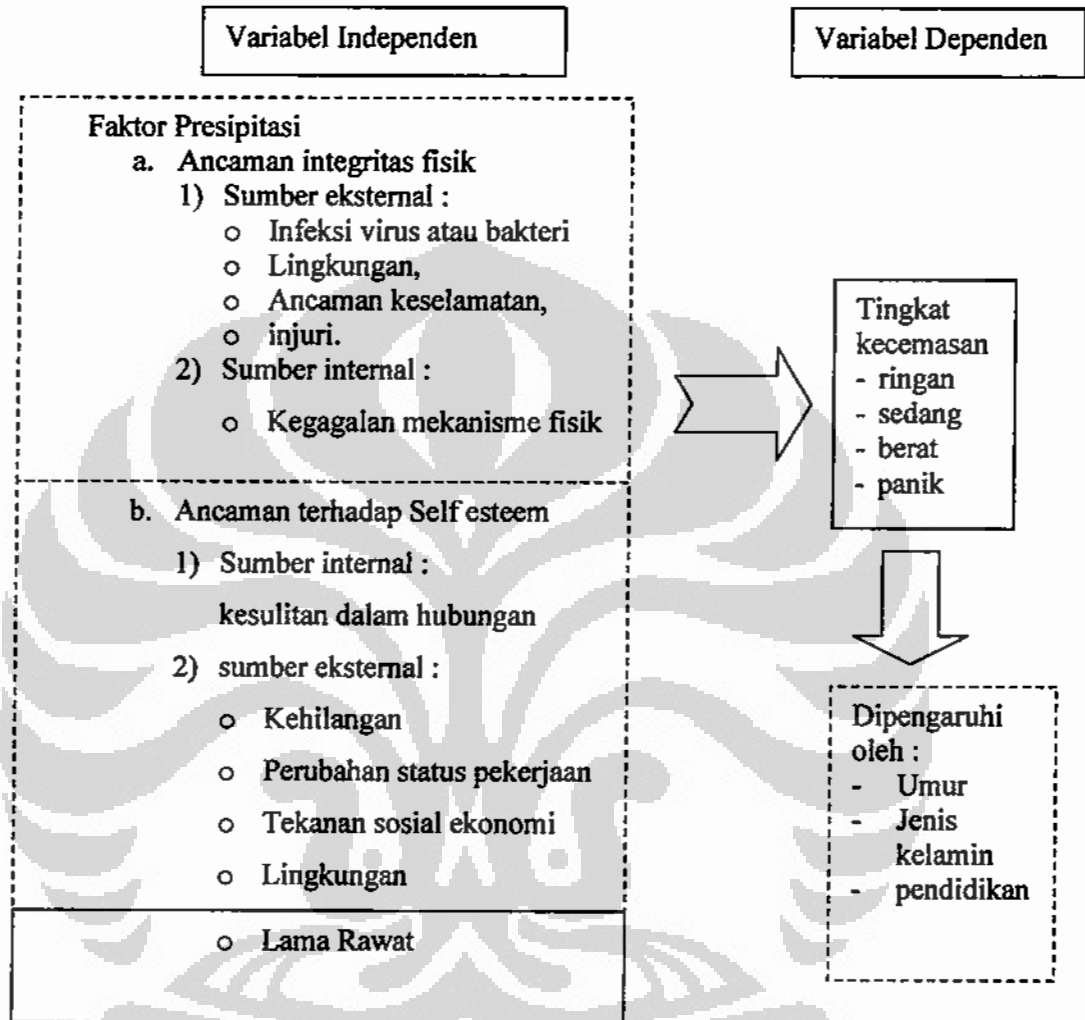 Variabel Independen
Variabel Dependen
Faktor Presipitasi
a. Ancaman integritas fisik
1) Sumber eksternal :
o Infeksi virus atau bakteri
o Lingkungan,
o Ancaman keselamatan,
o injuri.
2) Sumber internal :
o Kegagalan mekanisme fisik
b. Ancaman terhadap Self esteem
1) Sumber internal :
kesulitan dalam hubungan
2) sumber eksternal :
o Kehilangan
o Perubahan status pekerjaan
o Tekanan sosial ekonomi
o Lingkungan
o Lama Rawat
Tingkat
kecemasan
- ringan
- sedang
- berat
- panik
Dipengaruhi
oleh :
- Umur
- Jenis
kelamin
- pendidikan